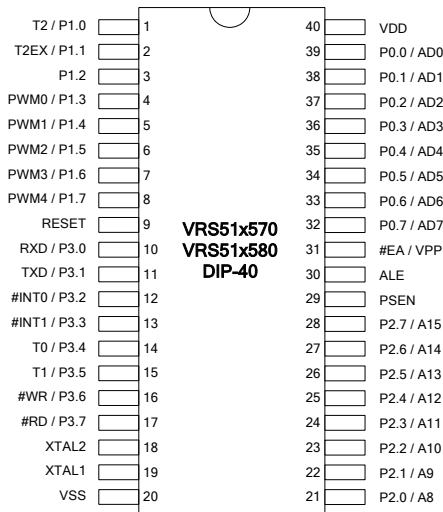 T2 / P1.0 1 40 VDD
T2EX / P1.1 2 39 P0.0 / AD0
P1.2 3 38 P0.1 / AD1
PWM0 / P1.3 4 37 P0.2 / AD2
PWM1 / P1.4 5 36 P0.3 / AD3
PWM2 / P1.5 6 35 P0.4 / AD4
PWM3 / P1.6 7 34 P0.5 / AD5
PWM4 / P1.7 8 33 P0.6 / AD6
RESET 9 32 P0.7 / AD7
RXD / P3.0 10 31 #EA / VPP
TXD / P3.1 11 30 ALE
#INT0 / P3.2 12 29 PSEN
#INT1 / P3.3 13 28 P2.7 / A15
T0 / P3.4 14 27 P2.6 / A14
T1 / P3.5 15 26 P2.5 / A13
#WR / P3.6 16 25 P2.4 / A12
#RD / P3.7 17 24 P2.3 / A11
XTAL2 18 23 P2.2 / A10
XTAL1 19 22 P2.1 / A9
VSS 20 21 P2.0 / A8
VRS51x570
VRS51x580
DIP-40